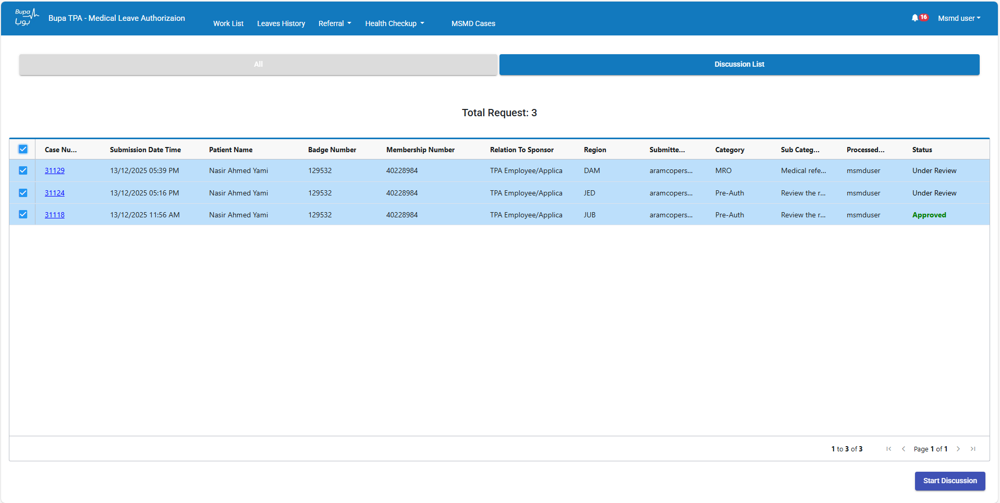 Bupa
بوبا
Bupa TPA - Medical Leave Authorizaion
Work List Leaves History Referral Health Checkup MSMD Cases
16 Msmd user
All Discussion List
Total Request: 3
Case Nu... Submission Date Time Patient Name Badge Number Membership Number Relation To Sponsor Region Submitte... Category Sub Categ... Processed... Status
31129 13/12/2025 05:39 PM Nasir Ahmed Yami 129532 40228984 TPA Employee/Applica DAM aramcopers... MRO Medical refe... msmduser Under Review
31124 13/12/2025 05:16 PM Nasir Ahmed Yami 129532 40228984 TPA Employee/Applica JED aramcopers... Pre-Auth Review the r... msmduser Under Review
31118 13/12/2025 11:56 AM Nasir Ahmed Yami 129532 40228984 TPA Employee/Applica JUB aramcopers... Pre-Auth Review the r... msmduser Approved
1 to 3 of 3 Page 1 of 1
Start Discussion